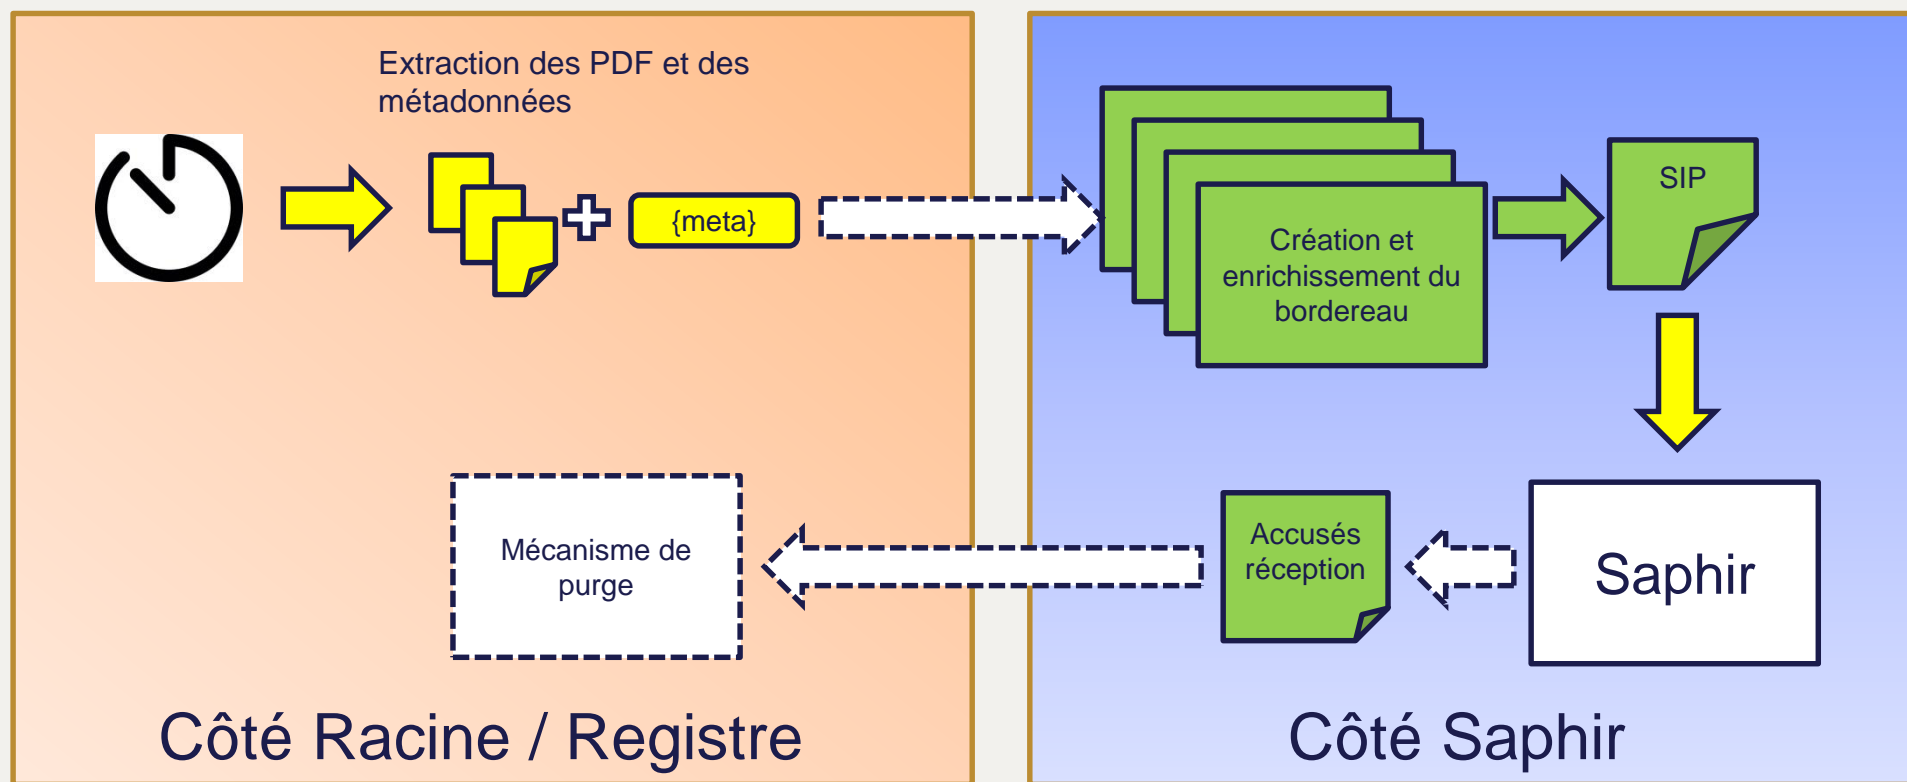 Extraction des PDF et des
métadonnées
{meta}
Création et
enrichissement du
bordereau
SIP
Mécanisme de
purge
Accusés
réception
Saphir
Côté Racine / Registre
Côté Saphir